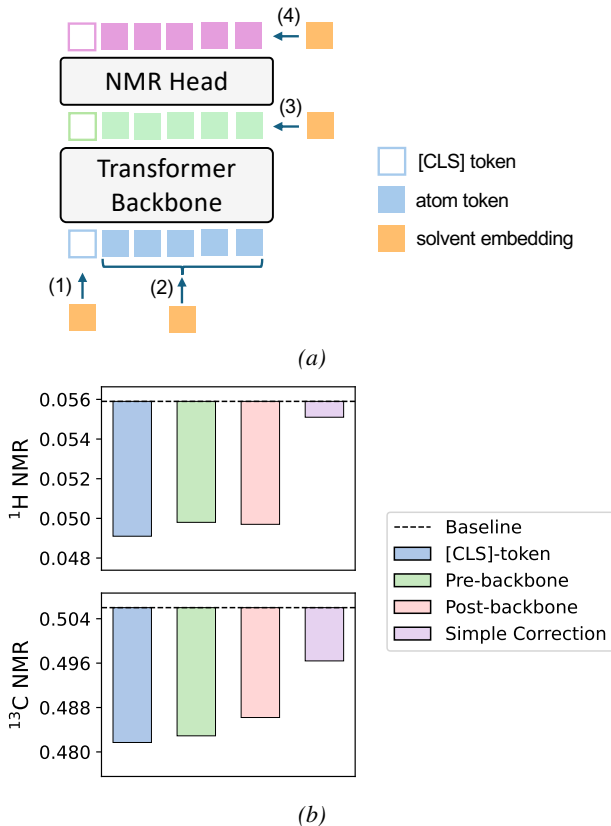 (4)
NMR Head
(3)
Transformer
Backbone
[CLS] token
atom token
solvent embedding
(1)
(2)
(a)
0.056
0.054
0.052
0.050
0.048
¹H NMR
0.504
0.496
0.488
0.480
¹³C NMR
Baseline
[CLS]-token
Pre-backbone
Post-backbone
Simple Correction
(b)